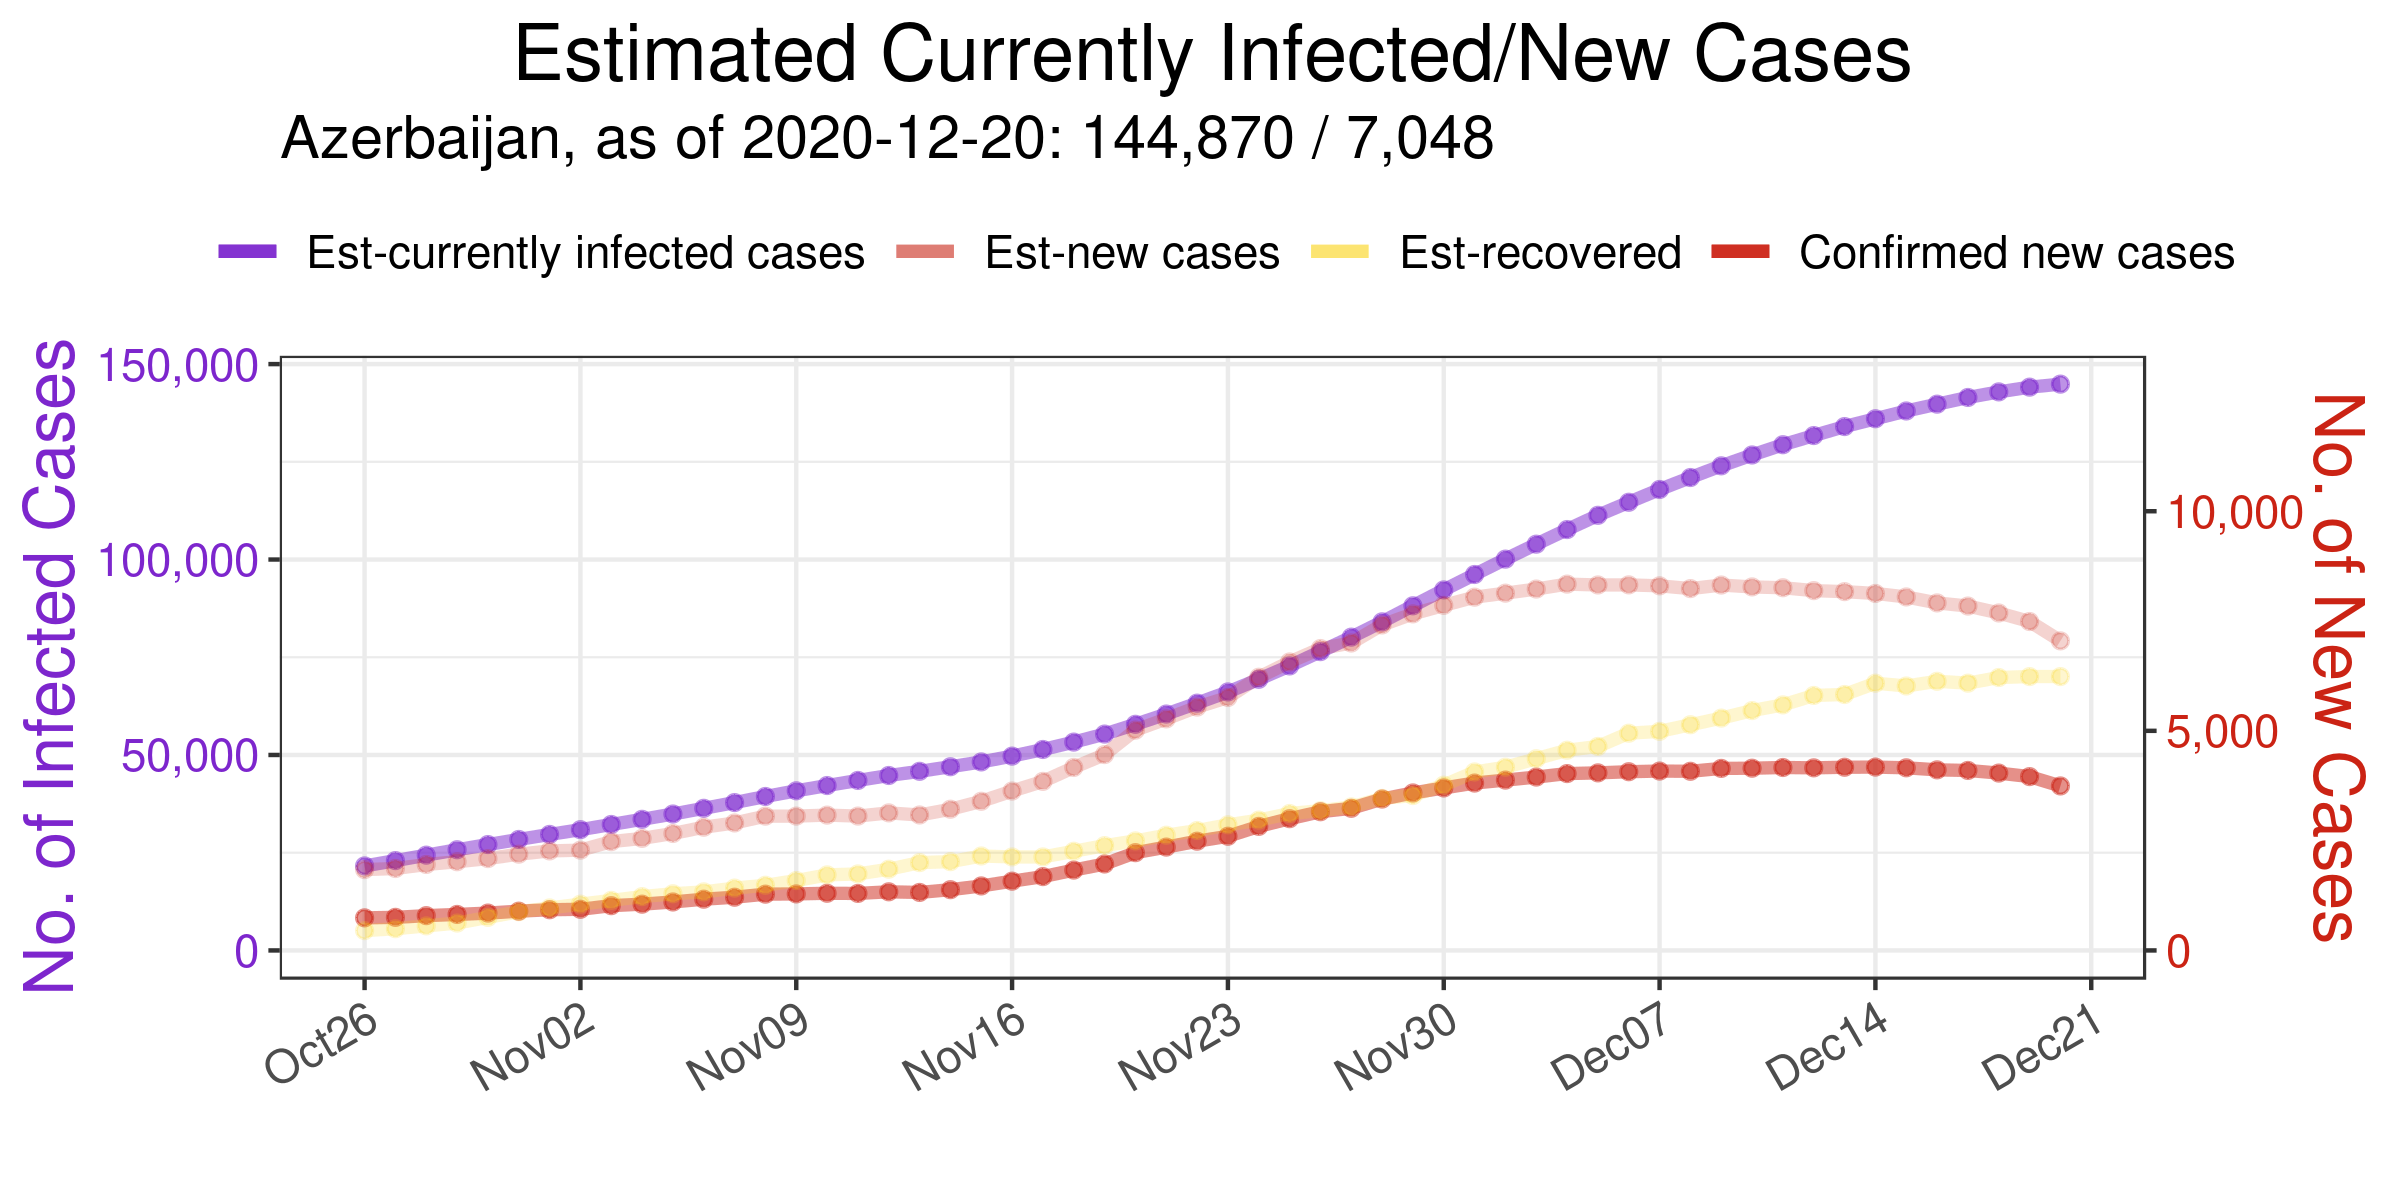 Estimated Currently Infected/New Cases
Azerbaijan, as of 2020-12-20: 144,870 / 7,048
Est-currently infected cases Est-new cases Est-recovered Confirmed new cases
No. of Infected Cases
150,000
100,000
50,000
0
10,000
5,000
0
No. of New Cases
Oct26 Nov02 Nov09 Nov16 Nov23 Nov30 Dec07 Dec14 Dec21